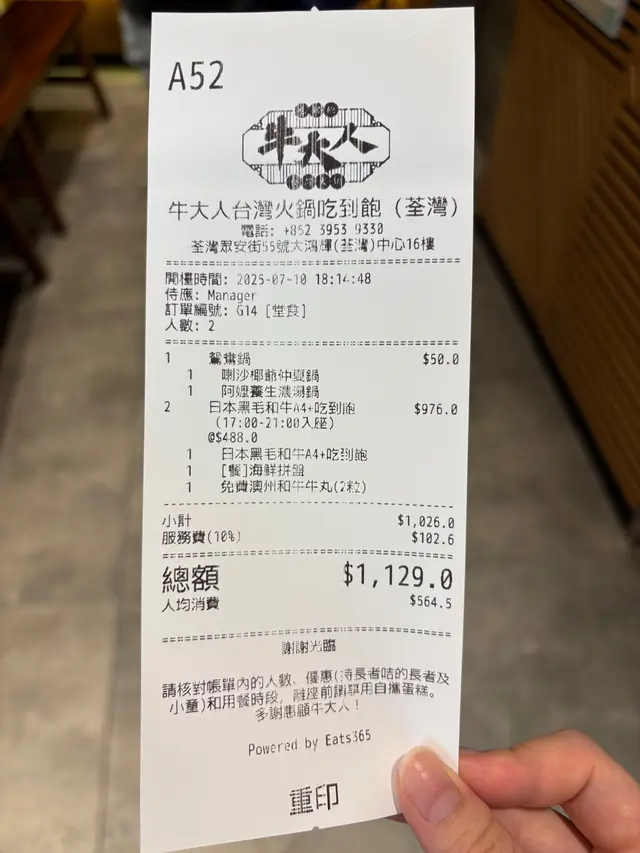 A52
牛大人
牛大人台灣火鍋吃到飽 (荃灣)
電話: +852 3953 9330
荃灣眾安街55號大鴻輝(荃灣)中心16樓
開檯時間: 2025-07-10 18:14:48
侍應: Manager
訂單編號: G14 [堂食]
人數: 2
1 鴛鴦鍋 $50.0
1 喇沙椰爺仲夏鍋
1 阿嬤養生濃湯鍋
2 日本黑毛和牛A4+吃到飽 $976.0
(17:00-21:00入座)
@$488.0
1 日本黑毛和牛A4+吃到飽
1 [餐]海鮮拼盤
1 免費澳州和牛牛丸(2粒)
小計 $1,026.0
服務費(10%) $102.6
總額 $1,129.0
人均消費 $564.5
謝謝光臨
請核對帳單內的人數、優惠(持長者咭的長者及
小童)和用餐時段，離座前請享用自攜蛋糕。
多謝惠顧牛大人！
Powered by Eats365
重印